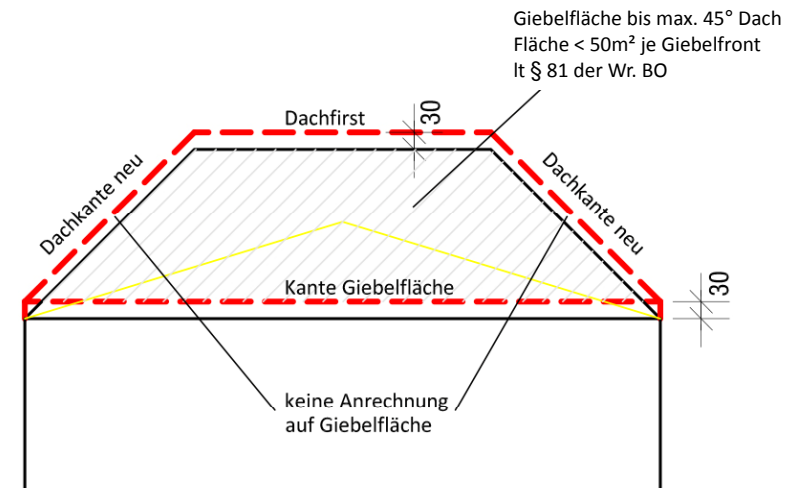 Giebelfläche bis max. 45° Dach
Fläche < 50m² je Giebelfront
lt § 81 der Wr. BO
Dachfirst
30
Dachkante neu
Dachkante neu
Kante Giebelfläche
30
keine Anrechnung
auf Giebelfläche